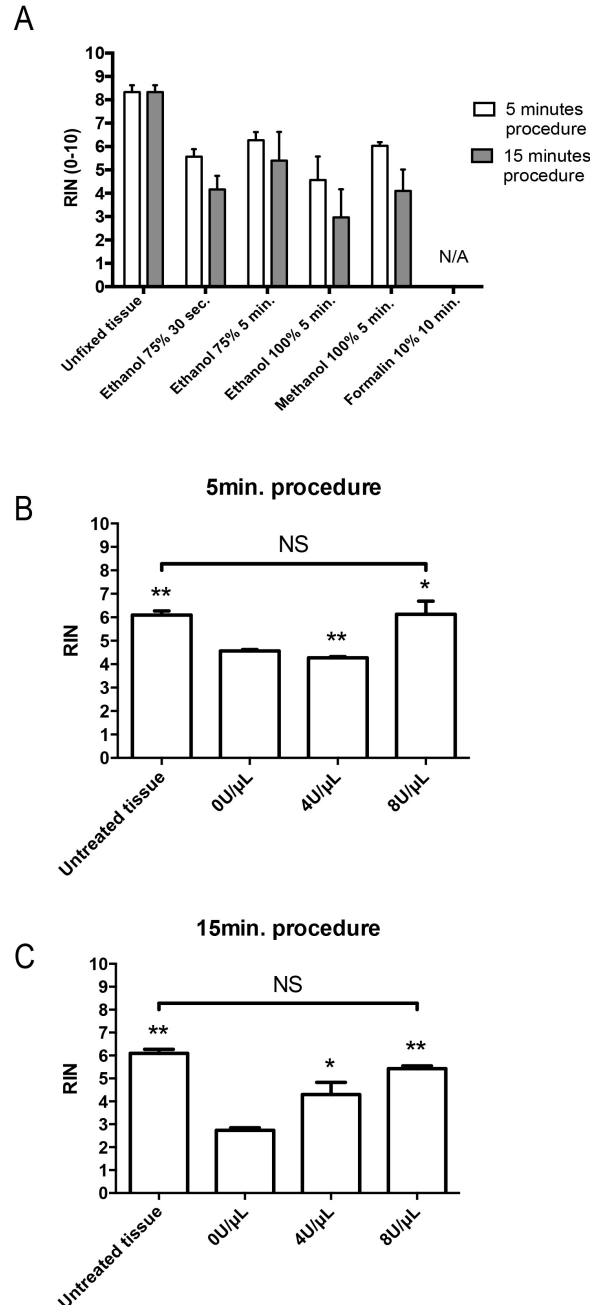 A
10
9
8
7
6
5
4
3
2
1
0
RIN (0-10)
5 minutes
procedure
15 minutes
procedure
N/A
Unfixed tissue
Ethanol 75% 30 sec.
Ethanol 75% 5 min.
Ethanol 100% 5 min.
Methanol 100% 5 min.
Formalin 10% 10 min.
B
5min. procedure
10
9
8
7
6
5
4
3
2
1
0
RIN
NS
**
**
*
Untreated tissue
0U/µL
4U/µL
8U/µL
C
15min. procedure
10
9
8
7
6
5
4
3
2
1
0
RIN
NS
**
*
**
Untreated tissue
0U/µL
4U/µL
8U/µL